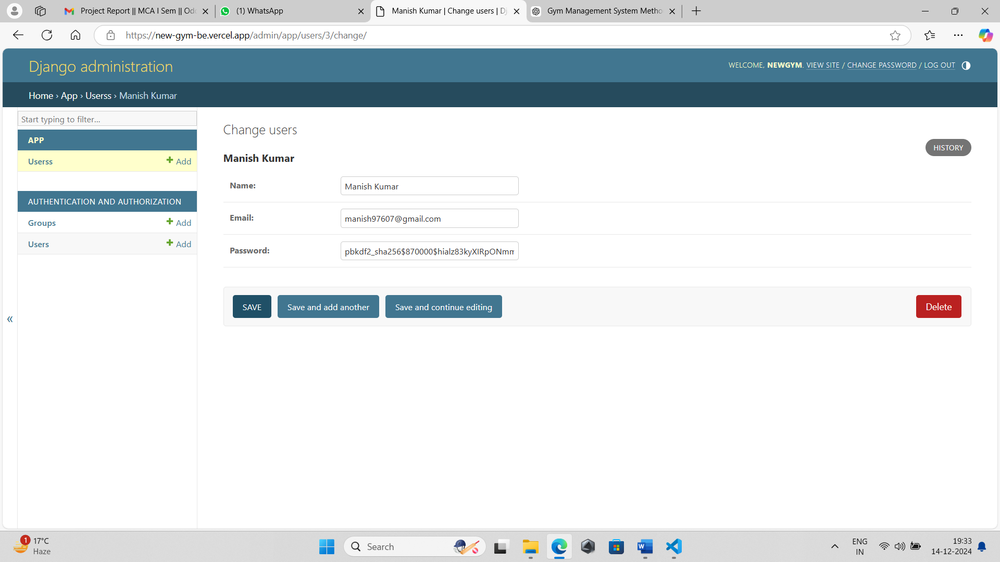 Project Report || MCA I Sem || Odd
(1) WhatsApp
Manish Kumar | Change users | Dj
Gym Management System Metho
https://new-gym-be.vercel.app/admin/app/users/3/change/
Django administration
WELCOME, NEWGYM. VIEW SITE / CHANGE PASSWORD / LOG OUT
Home › App › Userss › Manish Kumar
Start typing to filter...
APP
Userss
Add
AUTHENTICATION AND AUTHORIZATION
Groups
Add
Users
Add
«
Change users
HISTORY
Manish Kumar
Name:
Manish Kumar
Email:
manish97607@gmail.com
Password:
pbkdf2_sha256$870000$hialz83kyXIRpONmm
SAVE
Save and add another
Save and continue editing
Delete
1
17°C
Haze
Search
ENG
IN
19:33
14-12-2024